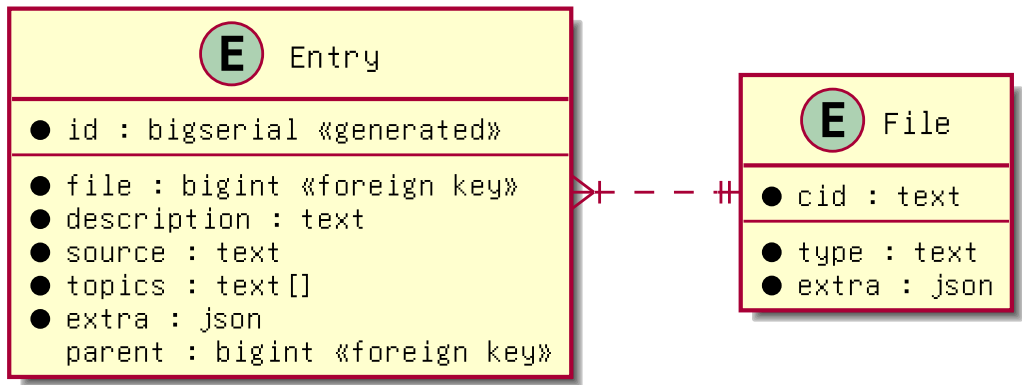 E Entry
id : bigserial «generated»
file : bigint «foreign key»
description : text
source : text
topics : text[]
extra : json
parent : bigint «foreign key»
E File
cid : text
type : text
extra : json